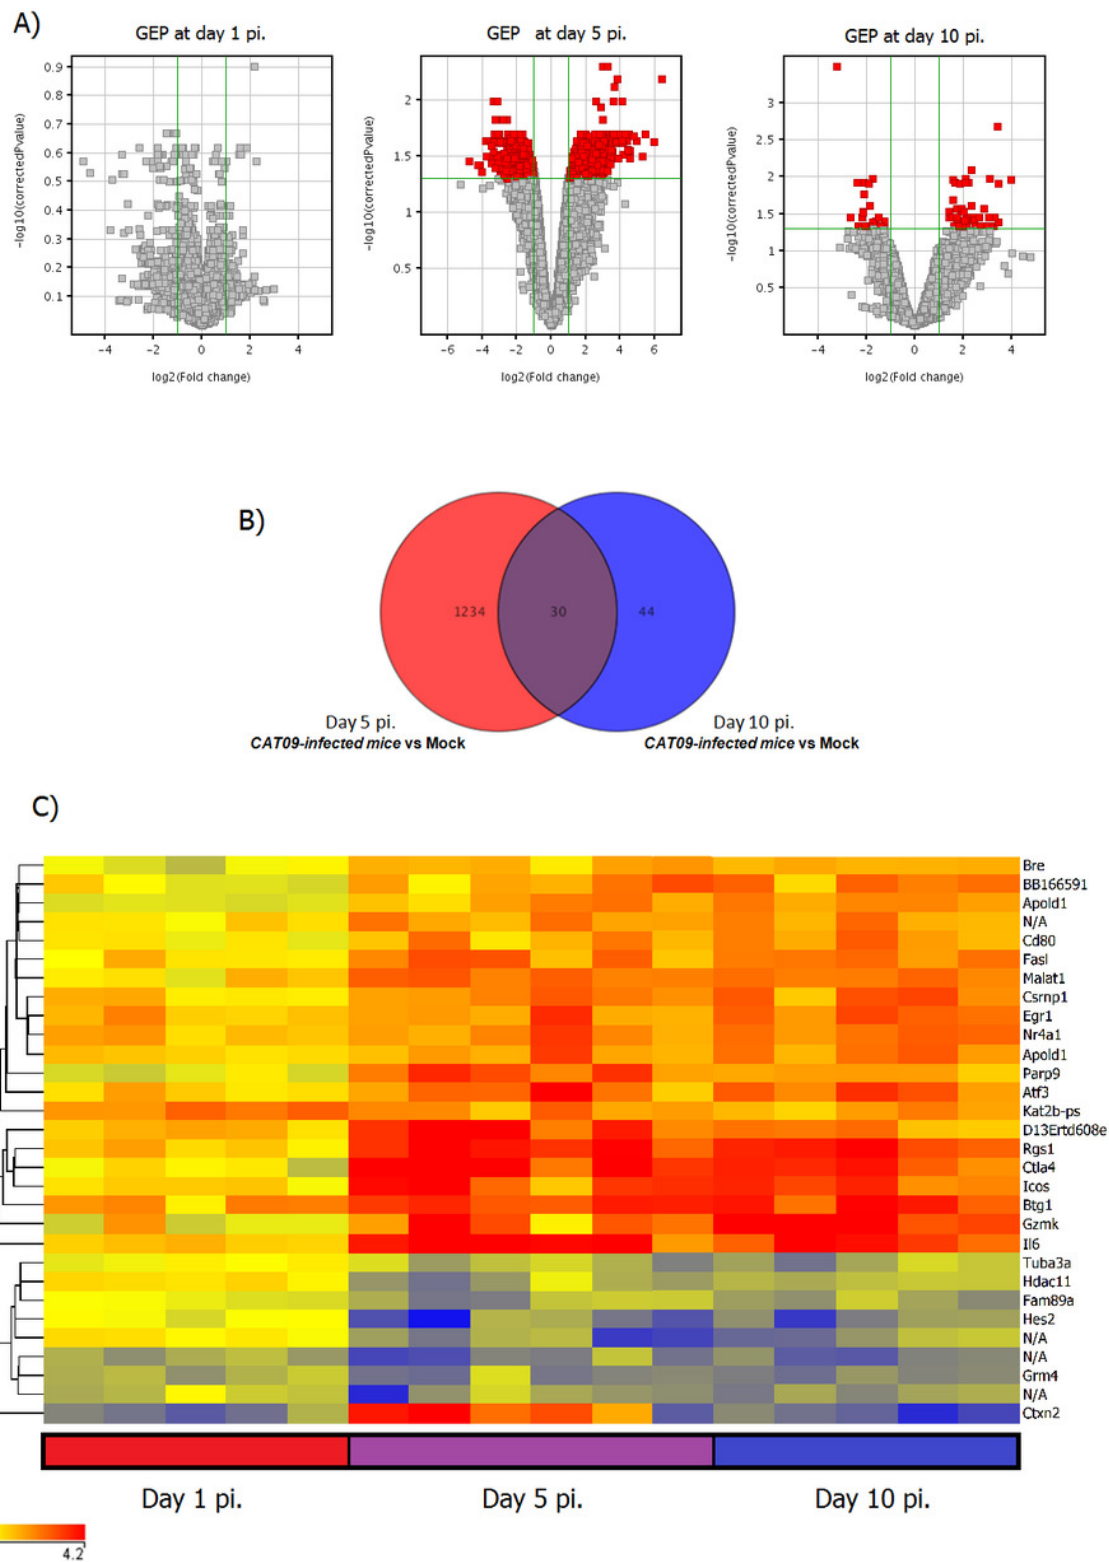 A)
GEP at day 1 pi.
GEP at day 5 pi.
GEP at day 10 pi.
-log10(correctedPvalue)
0.9
0.8
0.7
0.6
0.5
0.4
0.3
0.2
0.1
-4 -2 0 2 4
log2(Fold change)
-log10(correctedPvalue)
2
1.5
1
0.5
-6 -4 -2 0 2 4 6
log2(Fold change)
-log10(correctedPvalue)
3
2.5
2
1.5
1
0.5
-4 -2 0 2 4
log2(Fold change)
B)
1234 30 44
Day 5 pi.
CAT09-infected mice vs Mock
Day 10 pi.
CAT09-infected mice vs Mock
C)
Bre
BB166591
Apold1
N/A
Cd80
Fasl
Malat1
Csrnp1
Egr1
Nr4a1
Apold1
Parp9
Atf3
Kat2b-ps
D13Ertd608e
Rgs1
Ctla4
Icos
Btg1
Gzmk
Il6
Tuba3a
Hdac11
Fam89a
Hes2
N/A
N/A
Grm4
N/A
Ctxn2
Day 1 pi. Day 5 pi. Day 10 pi.
4.2